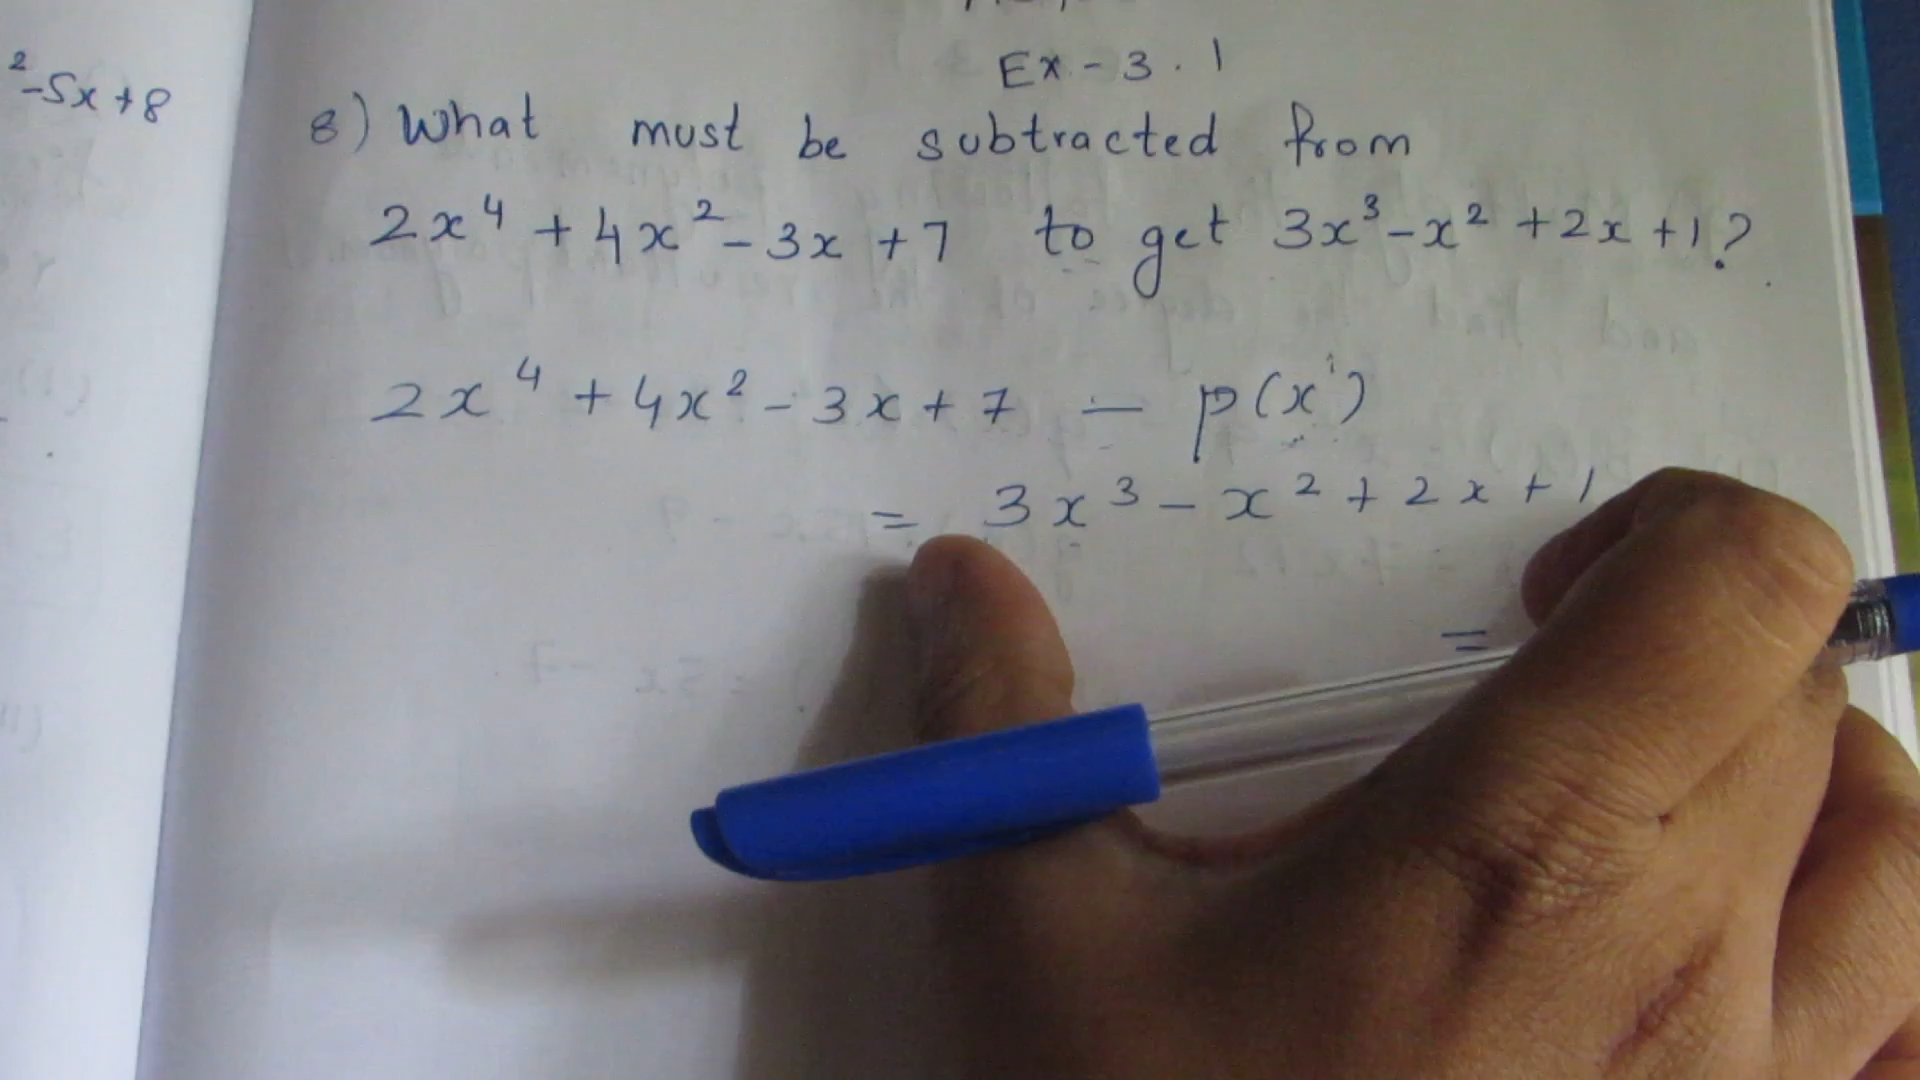 ²-5x+8
Ex-3.1
8) What must be subtracted from
2x⁴ + 4x² - 3x + 7 to get 3x³ - x² + 2x + 1?
2x⁴ + 4x² - 3x + 7 — p(x)
= 3x³ - x² + 2x + 1
=